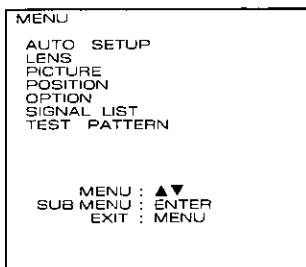 MENU
AUTO SETUP
LENS
PICTURE
POSITION
OPTION
SIGNAL LIST
TEST PATTERN
MENU : ▲▼
SUB MENU : ENTER
EXIT : MENU